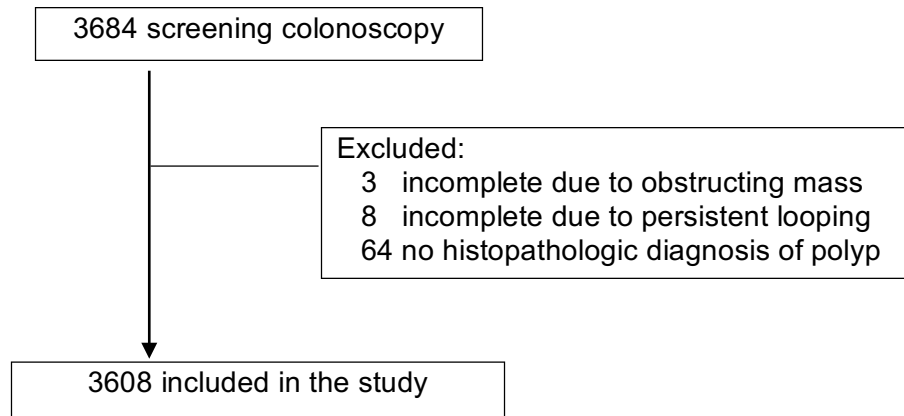 3684 screening colonoscopy
Excluded:
3 incomplete due to obstructing mass
8 incomplete due to persistent looping
64 no histopathologic diagnosis of polyp
3608 included in the study